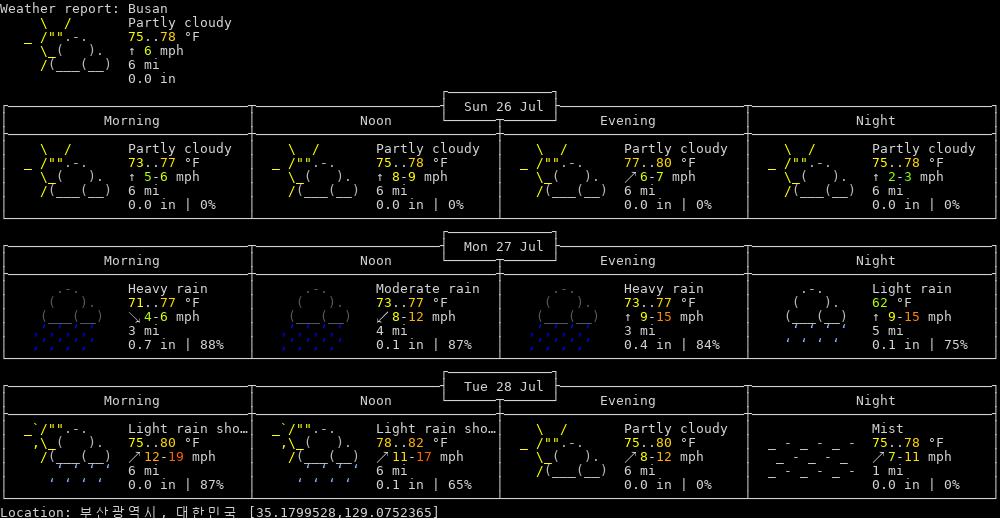 Weather report: Busan
Partly cloudy
75..78 °F
↑ 6 mph
6 mi
0.0 in
Sun 26 Jul
Morning Noon Evening Night
Partly cloudy Partly cloudy Partly cloudy Partly cloudy
73..77 °F 75..78 °F 77..80 °F 75..78 °F
↑ 5-6 mph ↑ 8-9 mph ↗ 6-7 mph ↑ 2-3 mph
6 mi 6 mi 6 mi 6 mi
0.0 in | 0% 0.0 in | 0% 0.0 in | 0% 0.0 in | 0%
Mon 27 Jul
Morning Noon Evening Night
Heavy rain Moderate rain Heavy rain Light rain
71..77 °F 73..77 °F 73..77 °F 62 °F
↘ 4-6 mph ↙ 8-12 mph ↑ 9-15 mph ↑ 9-15 mph
3 mi 4 mi 3 mi 5 mi
0.7 in | 88% 0.1 in | 87% 0.4 in | 84% 0.1 in | 75%
Tue 28 Jul
Morning Noon Evening Night
Light rain sho… Light rain sho… Partly cloudy Mist
75..80 °F 78..82 °F 75..80 °F 75..78 °F
↗ 12-19 mph ↗ 11-17 mph ↗ 8-12 mph ↗ 7-11 mph
6 mi 6 mi 6 mi 1 mi
0.0 in | 87% 0.1 in | 65% 0.0 in | 0% 0.0 in | 0%
Location: 부산광역시, 대한민국 [35.1799528,129.0752365]